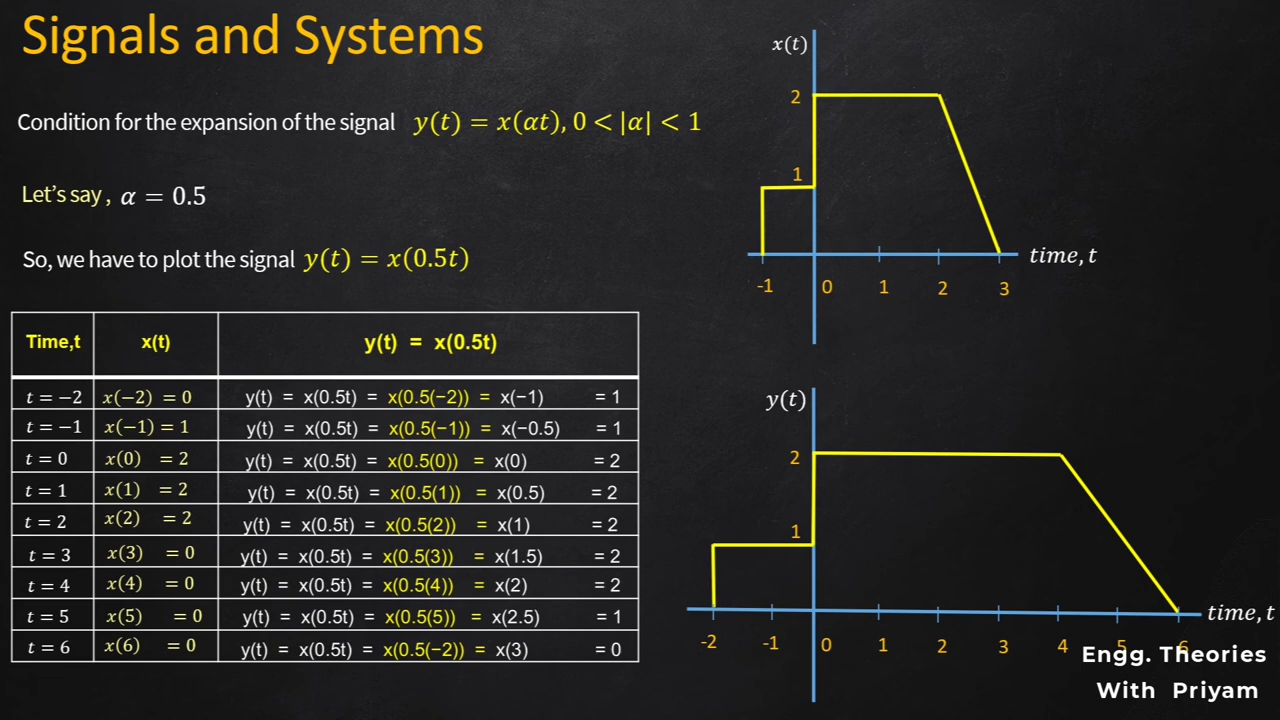 Signals and Systems
Condition for the expansion of the signal y(t) = x(αt), 0 < |α| < 1
Let's say , α = 0.5
So, we have to plot the signal y(t) = x(0.5t)
Time,t x(t) y(t) = x(0.5t)
t = −2 x(−2) = 0 y(t) = x(0.5t) = x(0.5(−2)) = x(−1) = 1
t = −1 x(−1) = 1 y(t) = x(0.5t) = x(0.5(−1)) = x(−0.5) = 1
t = 0 x(0) = 2 y(t) = x(0.5t) = x(0.5(0)) = x(0) = 2
t = 1 x(1) = 2 y(t) = x(0.5t) = x(0.5(1)) = x(0.5) = 2
t = 2 x(2) = 2 y(t) = x(0.5t) = x(0.5(2)) = x(1) = 2
t = 3 x(3) = 0 y(t) = x(0.5t) = x(0.5(3)) = x(1.5) = 2
t = 4 x(4) = 0 y(t) = x(0.5t) = x(0.5(4)) = x(2) = 2
t = 5 x(5) = 0 y(t) = x(0.5t) = x(0.5(5)) = x(2.5) = 1
t = 6 x(6) = 0 y(t) = x(0.5t) = x(0.5(−2)) = x(3) = 0
x(t)
2
1
time, t
-1 0 1 2 3
y(t)
2
1
time, t
-2 -1 0 1 2 3 4 5 6
Engg. Theories
With Priyam